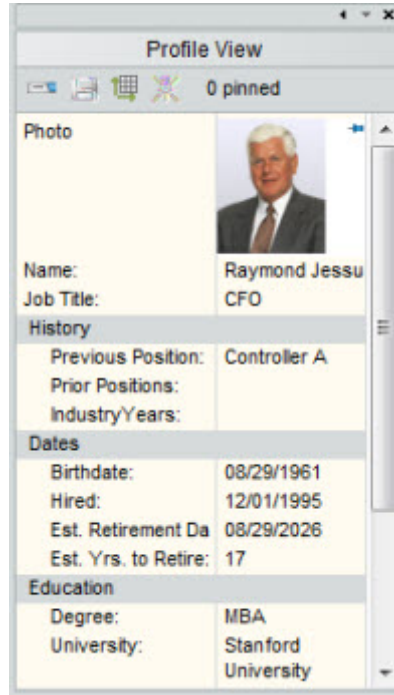 Profile View
0 pinned
Photo
Name: Raymond Jessu
Job Title: CFO
History
Previous Position: Controller A
Prior Positions:
IndustryYears:
Dates
Birthdate: 08/29/1961
Hired: 12/01/1995
Est. Retirement Da 08/29/2026
Est. Yrs. to Retire: 17
Education
Degree: MBA
University: Stanford
University